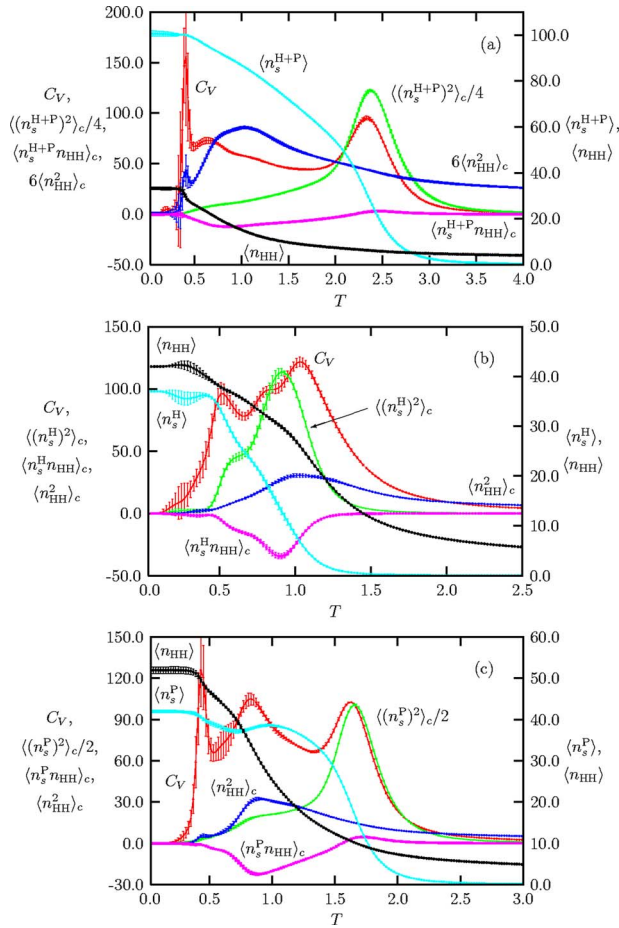 (a)
200.0
150.0
100.0
50.0
0.0
-50.0
100.0
80.0
60.0
40.0
20.0
0.0
C_V,
⟨(n_s^{H+P})^2⟩_c/4,
⟨n_s^{H+P} n_HH⟩_c,
6⟨n_HH^2⟩_c
⟨n_s^{H+P}⟩,
⟨n_HH⟩
⟨n_s^{H+P}⟩
C_V
⟨(n_s^{H+P})^2⟩_c/4
6⟨n_HH^2⟩_c
⟨n_s^{H+P} n_HH⟩_c
⟨n_HH⟩
0.0 0.5 1.0 1.5 2.0 2.5 3.0 3.5 4.0
T
(b)
150.0
100.0
50.0
0.0
-50.0
50.0
40.0
30.0
20.0
10.0
0.0
C_V,
⟨(n_s^H)^2⟩_c,
⟨n_s^H n_HH⟩_c,
⟨n_HH^2⟩_c
⟨n_s^H⟩,
⟨n_HH⟩
⟨n_HH⟩
C_V
⟨n_s^H⟩
⟨(n_s^H)^2⟩_c
⟨n_HH^2⟩_c
⟨n_s^H n_HH⟩_c
0.0 0.5 1.0 1.5 2.0 2.5
T
(c)
150.0
120.0
90.0
60.0
30.0
0.0
-30.0
60.0
50.0
40.0
30.0
20.0
10.0
0.0
C_V,
⟨(n_s^P)^2⟩_c/2,
⟨n_s^P n_HH⟩_c,
⟨n_HH^2⟩_c
⟨n_s^P⟩,
⟨n_HH⟩
⟨n_HH⟩
⟨n_s^P⟩
⟨(n_s^P)^2⟩_c/2
C_V
⟨n_HH^2⟩_c
⟨n_s^P n_HH⟩_c
0.0 0.5 1.0 1.5 2.0 2.5 3.0
T